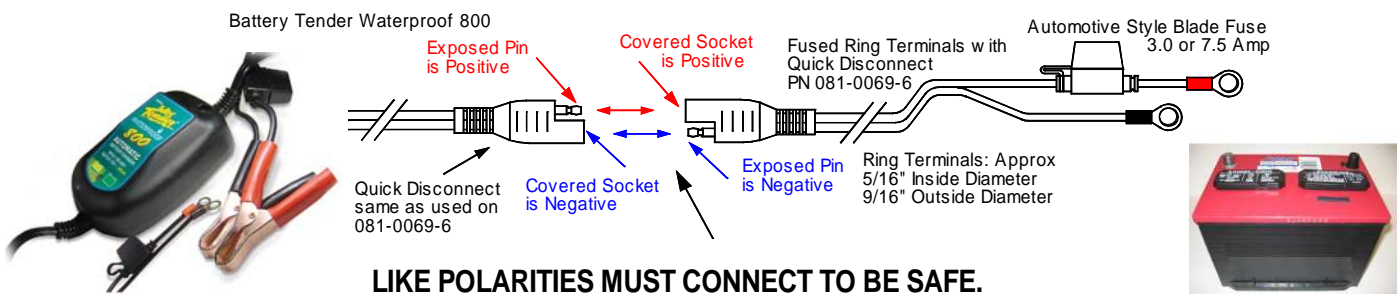 Battery Tender Waterproof 800
Exposed Pin
is Positive
Covered Socket
is Positive
Fused Ring Terminals with
Quick Disconnect
PN 081-0069-6
Automotive Style Blade Fuse
3.0 or 7.5 Amp
800
AUTOMATIC
Quick Disconnect
same as used on
081-0069-6
Covered Socket
is Negative
Exposed Pin
is Negative
Ring Terminals: Approx
5/16" Inside Diameter
9/16" Outside Diameter
LIKE POLARITIES MUST CONNECT TO BE SAFE.